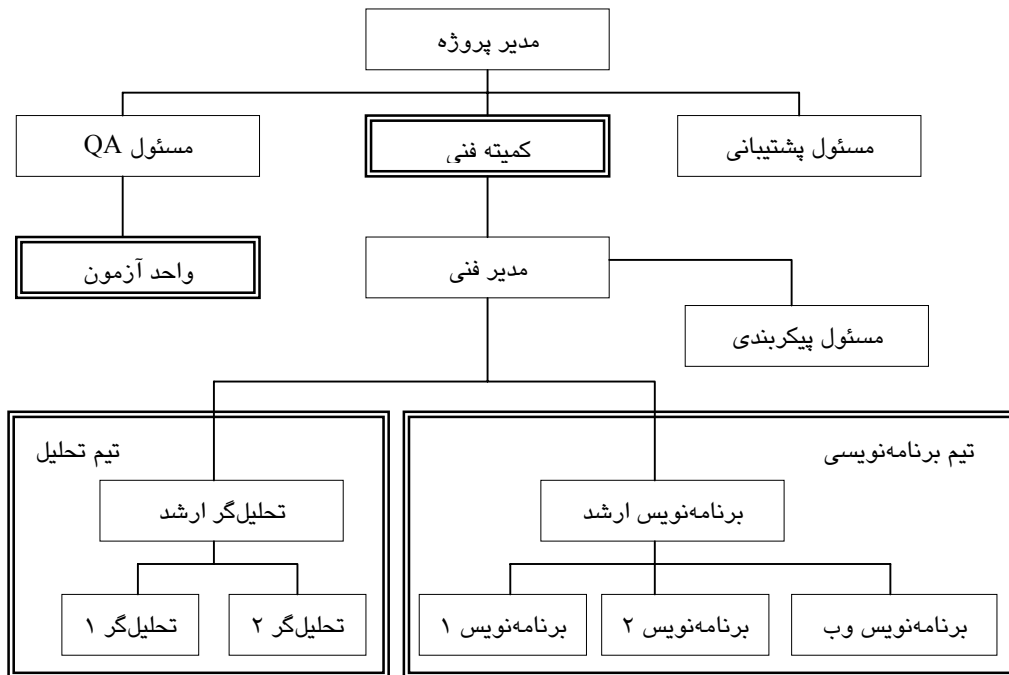 مدیر پروژه
مسئول پشتیبانی
کمیته فنی
مسئول QA
مدیر فنی
واحد آزمون
مسئول پیکربندی
تیم برنامه‌نویسی
تیم تحلیل
برنامه‌نویس ارشد
تحلیل‌گر ارشد
برنامه‌نویس وب
برنامه‌نویس ۲
برنامه‌نویس ۱
تحلیل‌گر ۲
تحلیل‌گر ۱